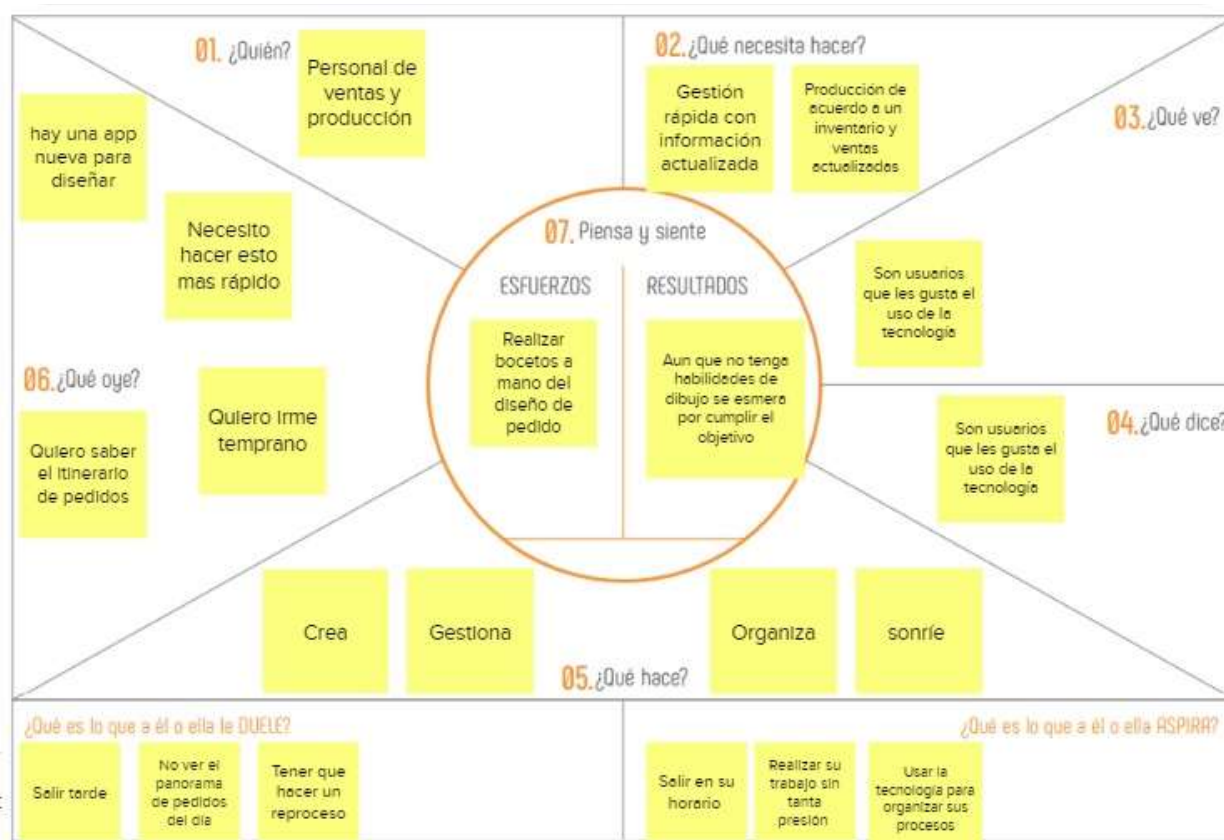 01. ¿Quién?
Personal de
ventas y
producción
02. ¿Qué necesita hacer?
Gestión
rápida con
información
actualizada
Producción de
acuerdo a un
inventario y
ventas
actualizadas
03. ¿Qué ve?
Son usuarios
que les gusta el
uso de la
tecnología
04. ¿Qué dice?
Son usuarios
que les gusta el
uso de la
tecnología
05. ¿Qué hace?
Crea
Gestiona
Organiza
sonríe
06. ¿Qué oye?
hay una app
nueva para
diseñar
Necesito
hacer esto
mas rápido
Quiero irme
temprano
Quiero saber
el itinerario
de pedidos
07. Piensa y siente
ESFUERZOS
Realizar
bocetos a
mano del
diseño de
pedido
RESULTADOS
Aun que no tenga
habilidades de
dibujo se esmera
por cumplir el
objetivo
¿Qué es lo que a él o ella le DUELE?
Salir tarde
No ver el
panorama
de pedidos
del día
Tener que
hacer un
reproceso
¿Qué es lo que a él o ella ASPIRA?
Salir en su
horario
Realizar su
trabajo sin
tanta
presión
Usar la
tecnología para
organizar sus
procesos